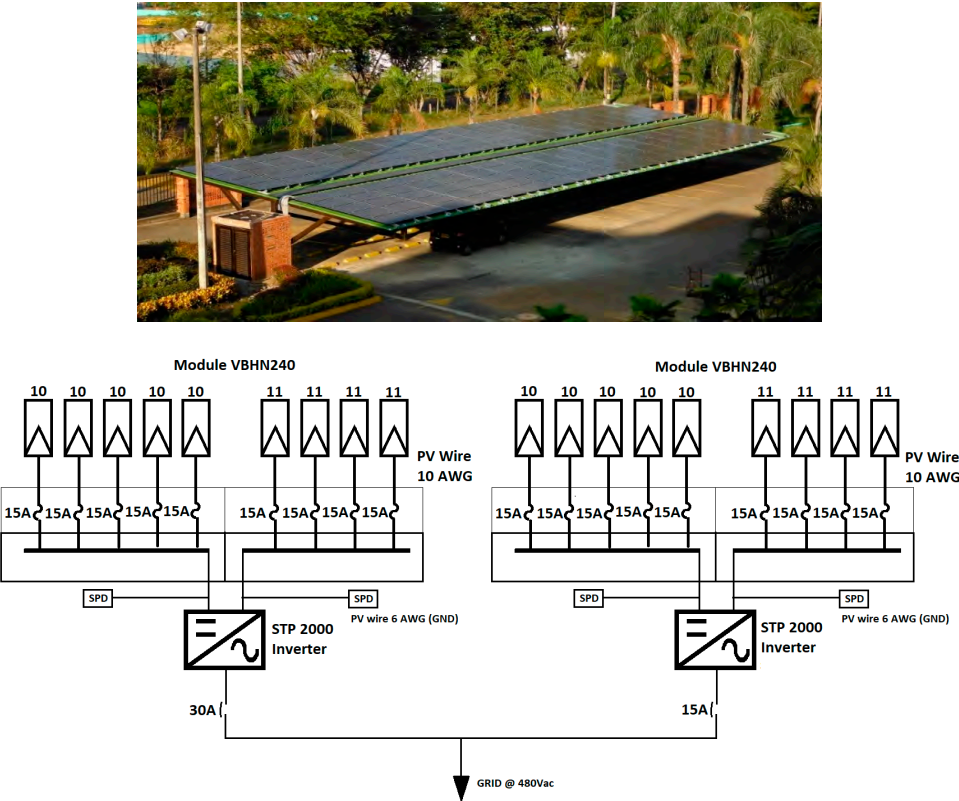 Module VBHN240 Module VBHN240
10 10 10 10 10 11 11 11 11 10 10 10 10 10 11 11 11 11
PV Wire PV Wire
10 AWG 10 AWG
15A 15A 15A 15A 15A 15A 15A 15A 15A 15A 15A 15A 15A 15A 15A 15A 15A 15A
SPD SPD SPD SPD
PV wire 6 AWG (GND) PV wire 6 AWG (GND)
STP 2000 STP 2000
Inverter Inverter
30A 15A
GRID @ 480Vac